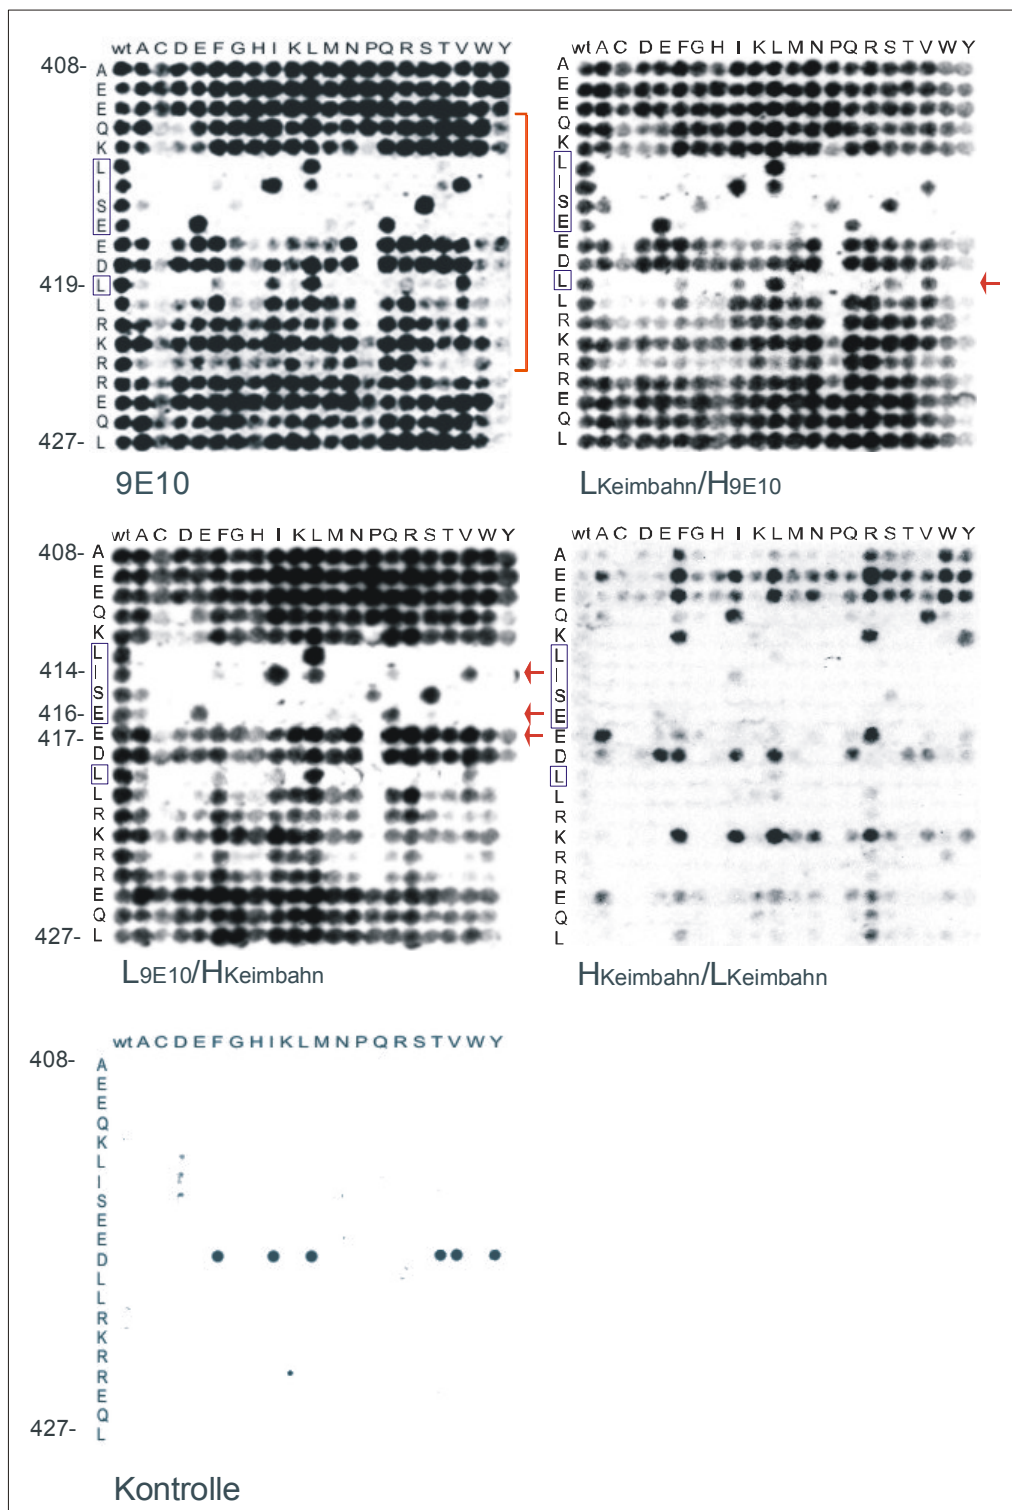 wt A C D E F G H I K L M N P Q R S T V W Y
408- A
E
E
Q
K
L
I
S
E
E
D
419- L
L
R
K
R
R
E
Q
427- L
9E10
wt A C D E F G H I K L M N P Q R S T V W Y
A
E
E
Q
K
L
I
S
E
E
D
L
L
R
K
R
R
E
Q
L
LKeimbahn/H9E10
wt A C D E F G H I K L M N P Q R S T V W Y
408- A
E
E
Q
K
L
414- I
S
416- E
417- E
D
L
L
R
K
R
R
E
Q
427- L
L9E10/HKeimbahn
wt A C D E F G H I K L M N P Q R S T V W Y
A
E
E
Q
K
L
I
S
E
E
D
L
L
R
K
R
R
E
Q
L
HKeimbahn/LKeimbahn
wt A C D E F G H I K L M N P Q R S T V W Y
408- A
E
E
Q
K
L
I
S
E
E
D
L
L
R
K
R
R
E
Q
427- L
Kontrolle